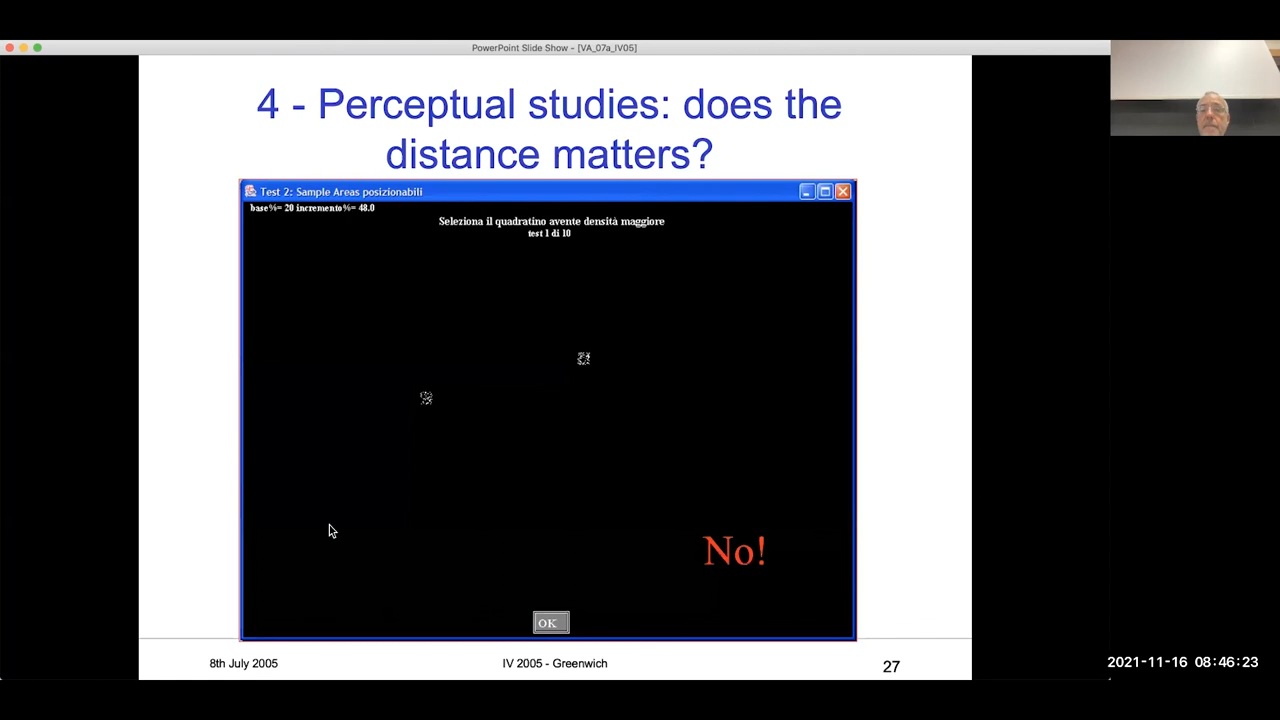 PowerPoint Slide Show - [VA_07a_IV05]
4 - Perceptual studies: does the
distance matters?
Test 2: Sample Areas posizionabili
base%= 20 incremento%= 48.0
Seleziona il quadratino avente densità maggiore
test 1 di 10
No!
OK
8th July 2005
IV 2005 - Greenwich
27
2021-11-16 08:46:23